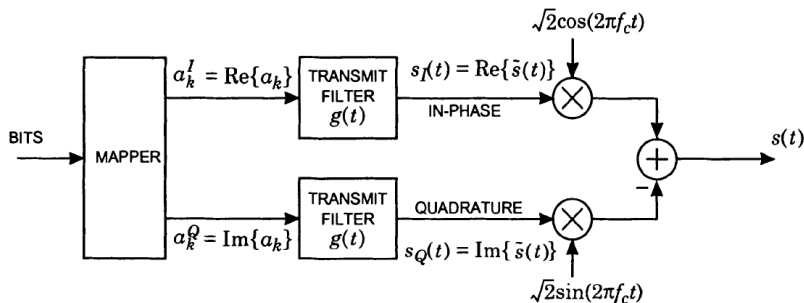 √2cos(2πf_ct)
a_k^I = Re{a_k}
TRANSMIT
FILTER
g(t)
s_I(t) = Re{s̃(t)}
IN-PHASE
BITS
MAPPER
s(t)
+
−
a_k^Q = Im{a_k}
TRANSMIT
FILTER
g(t)
QUADRATURE
s_Q(t) = Im{s̃(t)}
√2sin(2πf_ct)